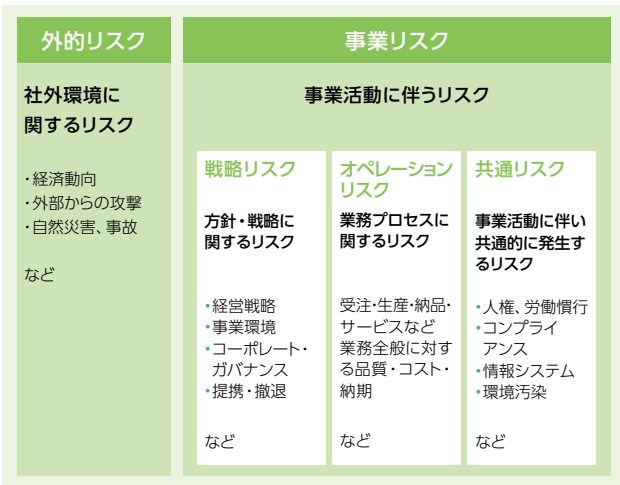 外的リスク
社外環境に
関するリスク
・経済動向
・外部からの攻撃
・自然災害、事故
など
事業リスク
事業活動に伴うリスク
戦略リスク
方針・戦略に
関するリスク
・経営戦略
・事業環境
・コーポレート・
ガバナンス
・提携・撤退
など
オペレーション
リスク
業務プロセスに
関するリスク
受注・生産・納品・
サービスなど
業務全般に対す
る品質・コスト・
納期
など
共通リスク
事業活動に伴い
共通的に発生す
るリスク
・人権、労働慣行
・コンプライ
アンス
・情報システム
・環境汚染
など